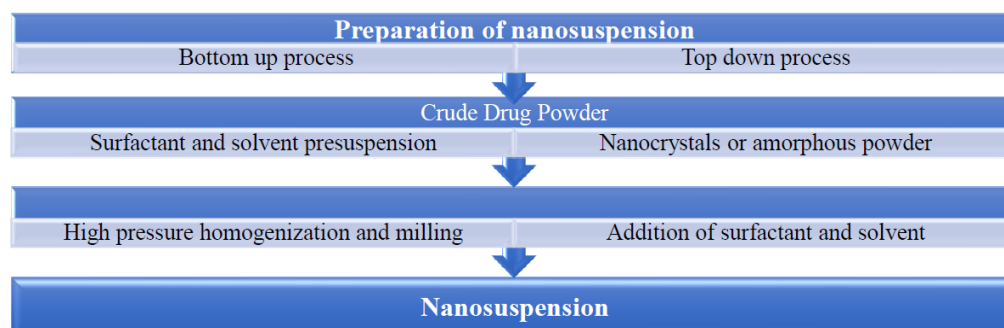 Preparation of nanosuspension
Bottom up process
Top down process
Crude Drug Powder
Surfactant and solvent presuspension
Nanocrystals or amorphous powder
High pressure homogenization and milling
Addition of surfactant and solvent
Nanosuspension